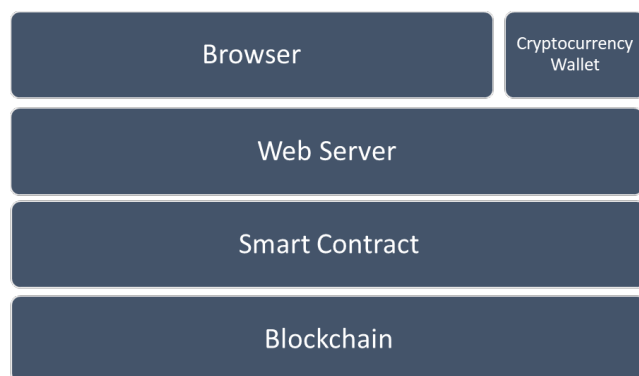 Browser
Cryptocurrency
Wallet
Web Server
Smart Contract
Blockchain